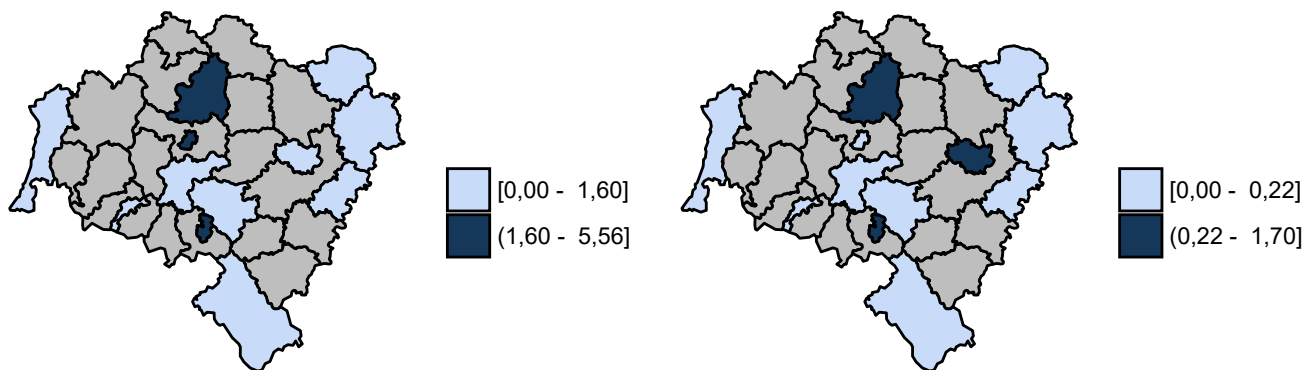 [0,00 -  1,60]
(1,60 -  5,56]
[0,00 -  0,22]
(0,22 -  1,70]